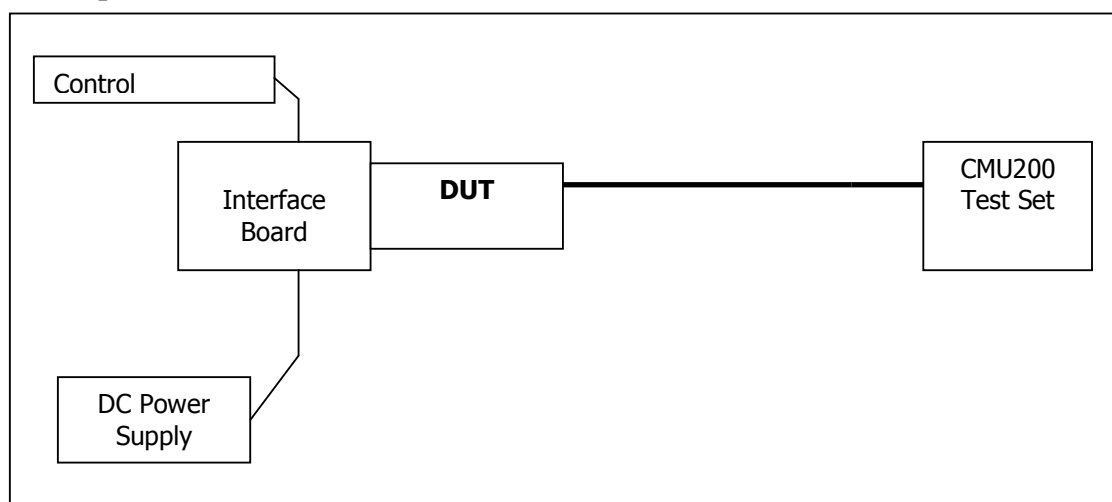 Control
Interface
Board
DUT
CMU200
Test Set
DC Power
Supply